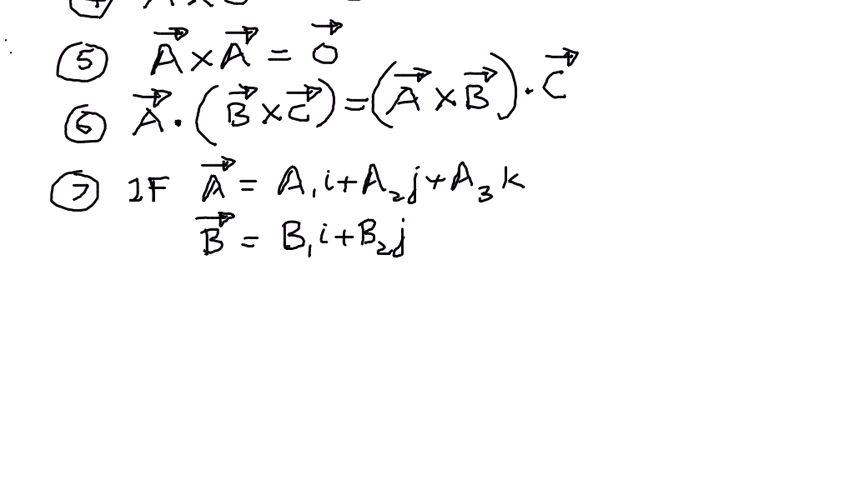 ⑤ A⃗ × A⃗ = 0⃗
⑥ A⃗ · (B⃗ × C⃗) = (A⃗ × B⃗) · C⃗
⑦ IF A⃗ = A₁i + A₂j + A₃k
B⃗ = B₁i + B₂j